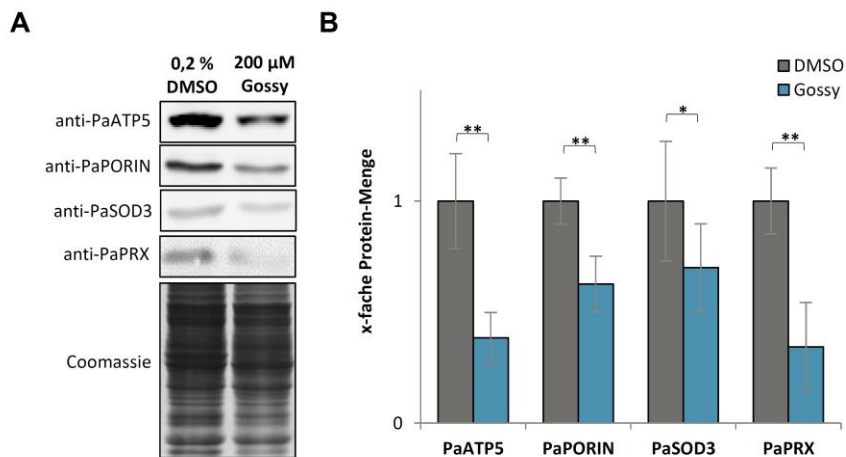 A
0,2 % 200 µM
DMSO Gossy
anti-PaATP5
anti-PaPORIN
anti-PaSOD3
anti-PaPRX
Coomassie
B
DMSO
Gossy
** ** * **
x-fache Protein-Menge
1
0
PaATP5 PaPORIN PaSOD3 PaPRX